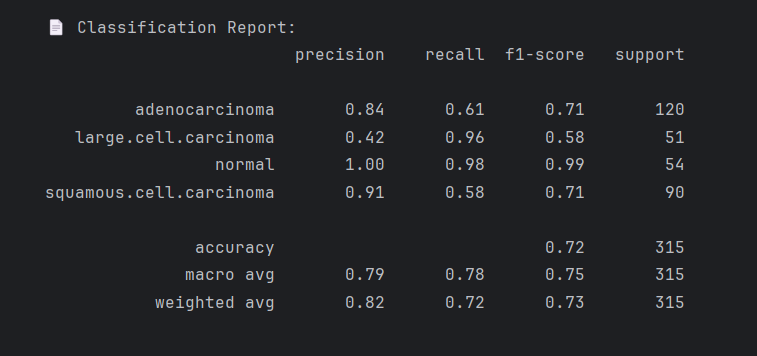 📄 Classification Report:
precision recall f1-score support
adenocarcinoma 0.84 0.61 0.71 120
large.cell.carcinoma 0.42 0.96 0.58 51
normal 1.00 0.98 0.99 54
squamous.cell.carcinoma 0.91 0.58 0.71 90
accuracy 0.72 315
macro avg 0.79 0.78 0.75 315
weighted avg 0.82 0.72 0.73 315